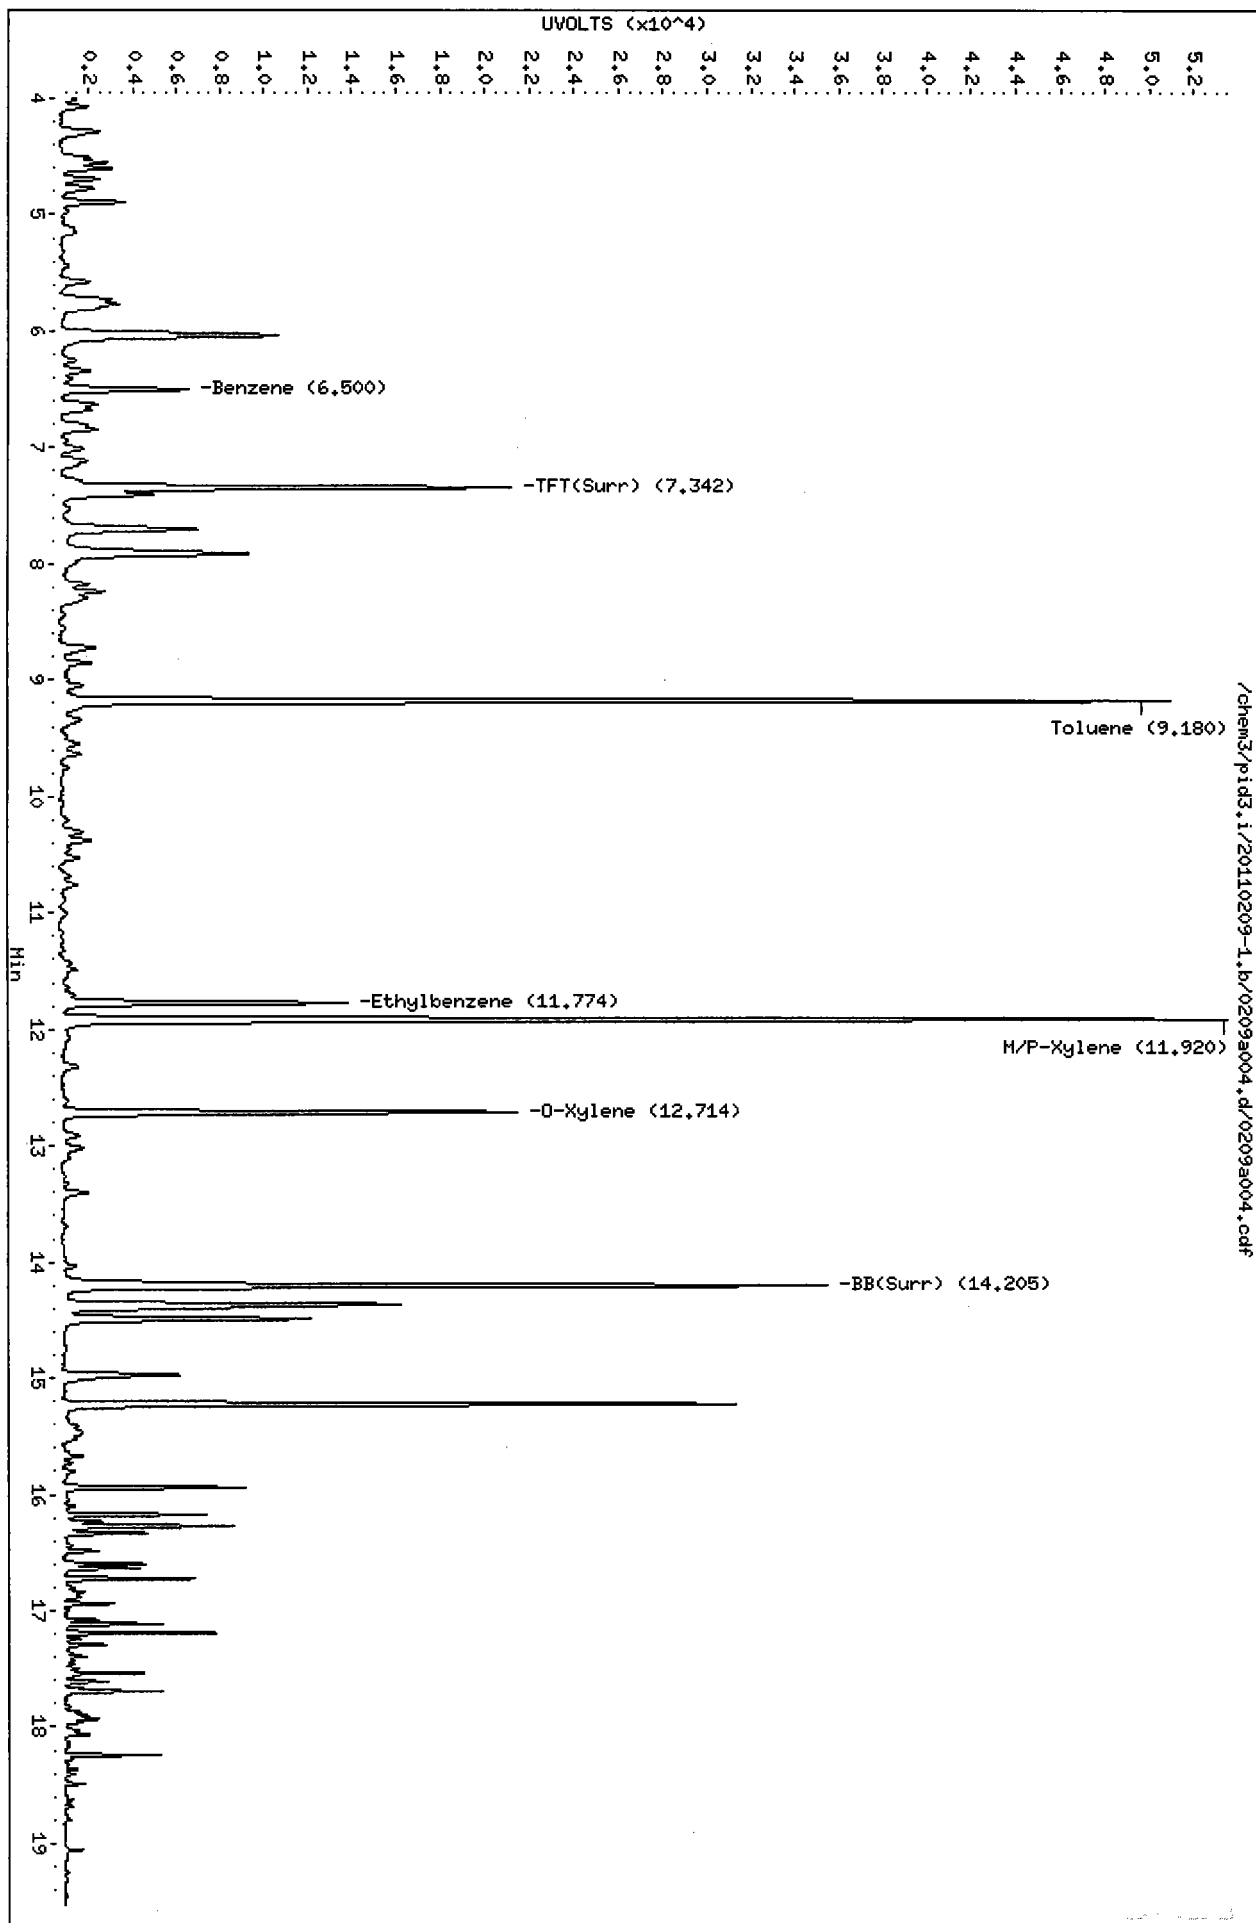 /chem3/pid3.i/20110209-1.b/0209a004.d/0209a004.cdf
UVOLTS (x10^4)
5.2
5.0
4.8
4.6
4.4
4.2
4.0
3.8
3.6
3.4
3.2
3.0
2.8
2.6
2.4
2.2
2.0
1.8
1.6
1.4
1.2
1.0
0.8
0.6
0.4
0.2
-Benzene (6.500)
-TFT(Surr) (7.342)
Toluene (9.180)
-Ethylbenzene (11.774)
M/P-Xylene (11.920)
-O-Xylene (12.714)
-BB(Surr) (14.205)
4 5 6 7 8 9 10 11 12 13 14 15 16 17 18 19
Min